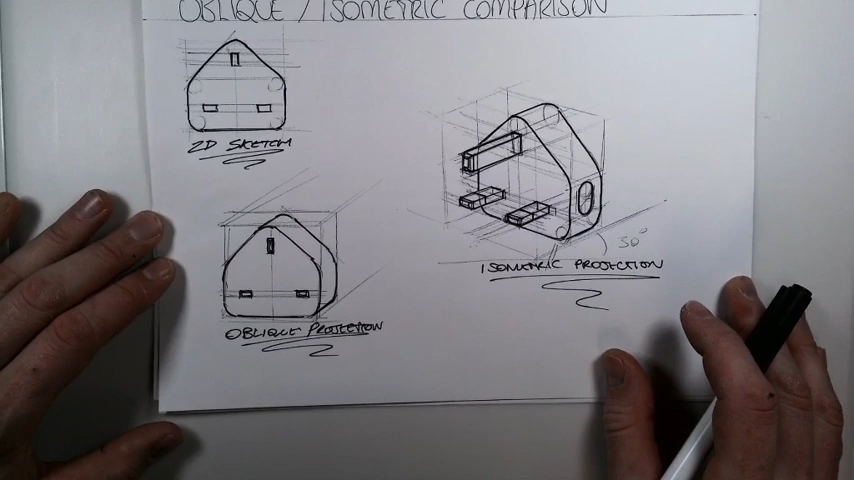 OBLIQUE / ISOMETRIC COMPARISON
2D SKETCH
OBLIQUE PROJECTION
30°
ISOMETRIC PROJECTION